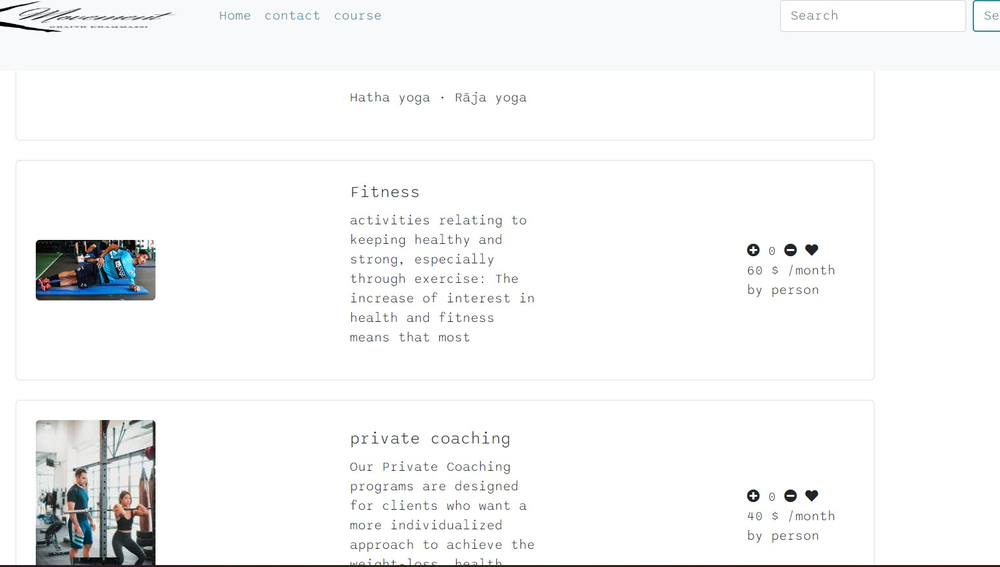 Movement
GHAITH KHAMMASSI
Home contact course
Search
Se
Hatha yoga · Rāja yoga
Fitness
activities relating to
keeping healthy and
strong, especially
through exercise: The
increase of interest in
health and fitness
means that most
0
60 $ /month
by person
private coaching
Our Private Coaching
programs are designed
for clients who want a
more individualized
approach to achieve the
weight-loss, health
0
40 $ /month
by person